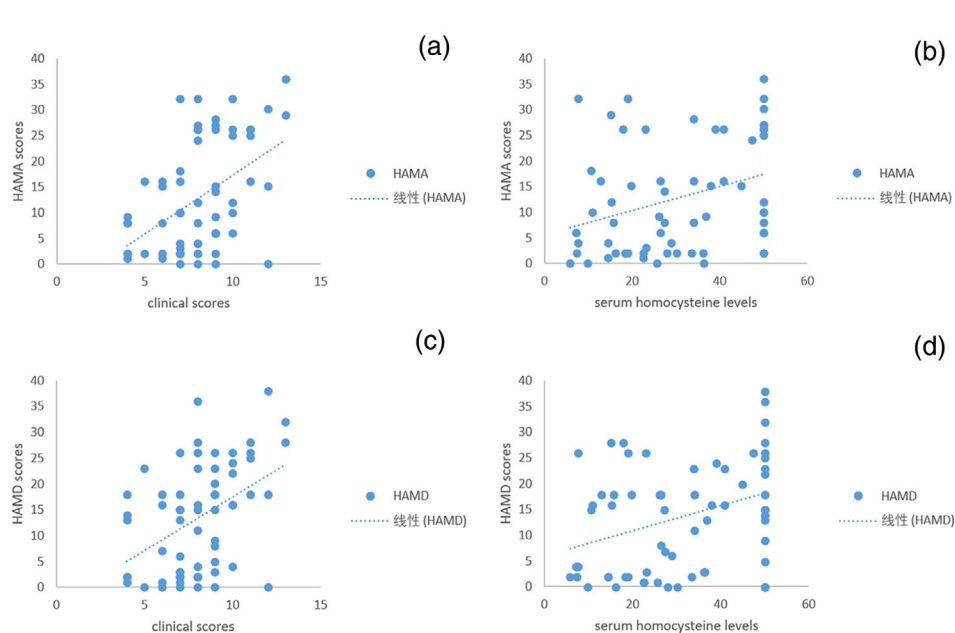 (a)
40
35
30
25
20
15
10
5
0
HAMA scores
0
5
10
15
clinical scores
HAMA
线性 (HAMA)
(b)
40
35
30
25
20
15
10
5
0
HAMA scores
0
20
40
60
serum homocysteine levels
HAMA
线性 (HAMA)
(c)
40
35
30
25
20
15
10
5
0
HAMD scores
0
5
10
15
clinical scores
HAMD
线性 (HAMD)
(d)
40
35
30
25
20
15
10
5
0
HAMD scores
0
20
40
60
serum homocysteine levels
HAMD
线性 (HAMD)